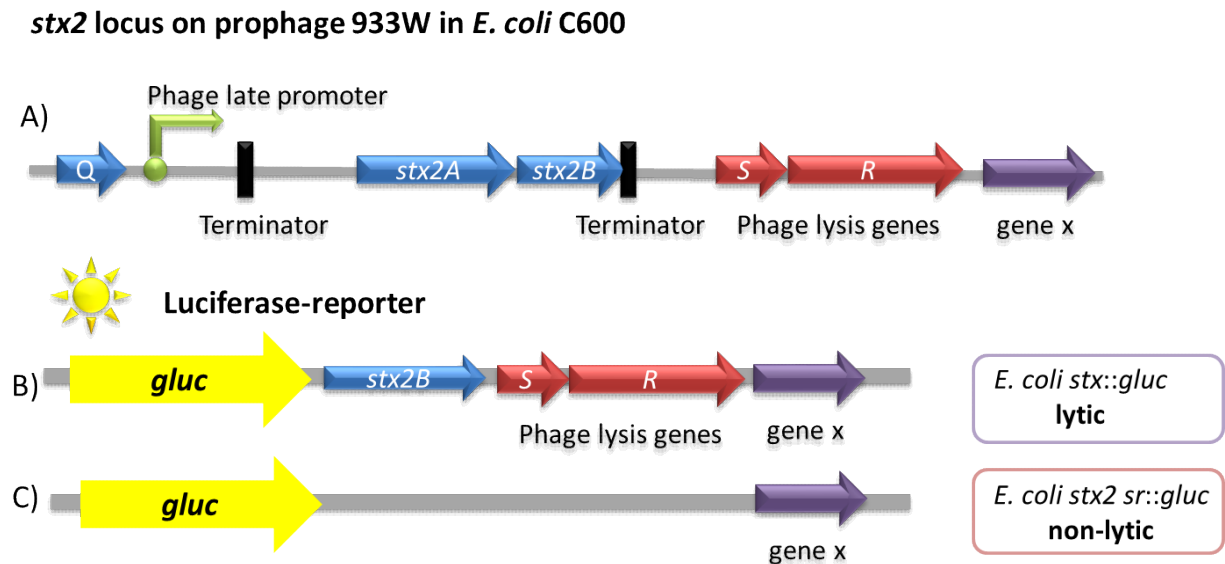 stx2 locus on prophage 933W in E. coli C600
Phage late promoter
A)
Q
stx2A
stx2B
S
R
Terminator
Terminator
Phage lysis genes
gene x
Luciferase-reporter
B)
gluc
stx2B
S
R
Phage lysis genes
gene x
E. coli stx::gluc
lytic
C)
gluc
gene x
E. coli stx2 sr::gluc
non-lytic